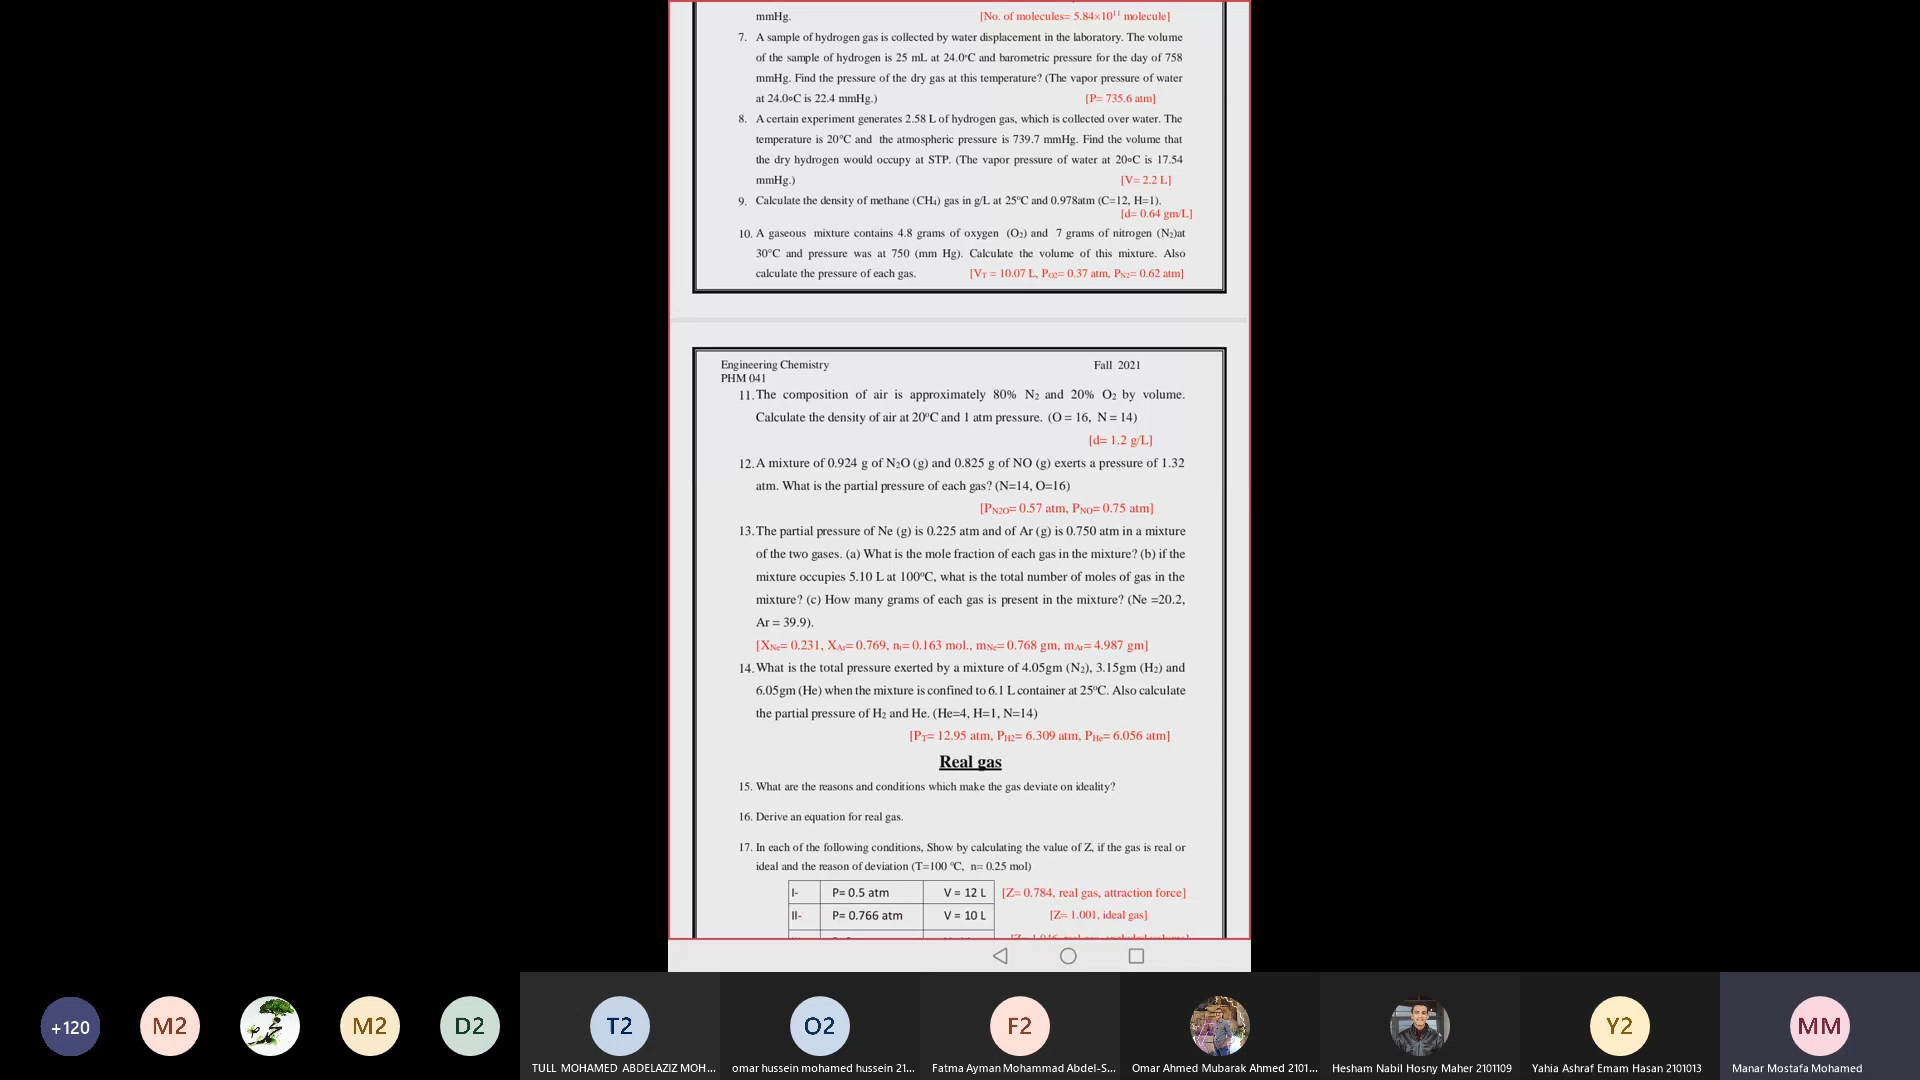 mmHg. [No. of molecules= 5.84×10¹¹ molecule]
7. A sample of hydrogen gas is collected by water displacement in the laboratory. The volume
of the sample of hydrogen is 25 mL at 24.0∘C and barometric pressure for the day of 758
mmHg. Find the pressure of the dry gas at this temperature? (The vapor pressure of water
at 24.0∘C is 22.4 mmHg.) [P= 735.6 atm]
8. A certain experiment generates 2.58 L of hydrogen gas, which is collected over water. The
temperature is 20°C and the atmospheric pressure is 739.7 mmHg. Find the volume that
the dry hydrogen would occupy at STP. (The vapor pressure of water at 20∘C is 17.54
mmHg.) [V= 2.2 L]
9. Calculate the density of methane (CH₄) gas in g/L at 25°C and 0.978atm (C=12, H=1).
[d= 0.64 gm/L]
10. A gaseous mixture contains 4.8 grams of oxygen (O₂) and 7 grams of nitrogen (N₂)at
30°C and pressure was at 750 (mm Hg). Calculate the volume of this mixture. Also
calculate the pressure of each gas. [V_T = 10.07 L, P_O2= 0.37 atm, P_N2= 0.62 atm]
Engineering Chemistry Fall 2021
PHM 041
11. The composition of air is approximately 80% N₂ and 20% O₂ by volume.
Calculate the density of air at 20°C and 1 atm pressure. (O = 16, N = 14)
[d= 1.2 g/L]
12. A mixture of 0.924 g of N₂O (g) and 0.825 g of NO (g) exerts a pressure of 1.32
atm. What is the partial pressure of each gas? (N=14, O=16)
[P_N2O= 0.57 atm, P_NO= 0.75 atm]
13. The partial pressure of Ne (g) is 0.225 atm and of Ar (g) is 0.750 atm in a mixture
of the two gases. (a) What is the mole fraction of each gas in the mixture? (b) if the
mixture occupies 5.10 L at 100°C, what is the total number of moles of gas in the
mixture? (c) How many grams of each gas is present in the mixture? (Ne =20.2,
Ar = 39.9).
[X_Ne= 0.231, X_Ar= 0.769, n_t= 0.163 mol., m_Ne= 0.768 gm, m_Ar= 4.987 gm]
14. What is the total pressure exerted by a mixture of 4.05gm (N₂), 3.15gm (H₂) and
6.05gm (He) when the mixture is confined to 6.1 L container at 25°C. Also calculate
the partial pressure of H₂ and He. (He=4, H=1, N=14)
[P_T= 12.95 atm, P_H2= 6.309 atm, P_He= 6.056 atm]
Real gas
15. What are the reasons and conditions which make the gas deviate on ideality?
16. Derive an equation for real gas.
17. In each of the following conditions, Show by calculating the value of Z, if the gas is real or
ideal and the reason of deviation (T=100 °C, n= 0.25 mol)
I- P= 0.5 atm V = 12 L [Z= 0.784, real gas, attraction force]
II- P= 0.766 atm V = 10 L [Z= 1.001, ideal gas]
+120 M2 M2 D2 T2 O2 F2 Y2 MM
TULL MOHAMED ABDELAZIZ MOH... omar hussein mohamed hussein 21... Fatma Ayman Mohammad Abdel-S... Omar Ahmed Mubarak Ahmed 2101... Hesham Nabil Hosny Maher 2101109 Yahia Ashraf Emam Hasan 2101013 Manar Mostafa Mohamed